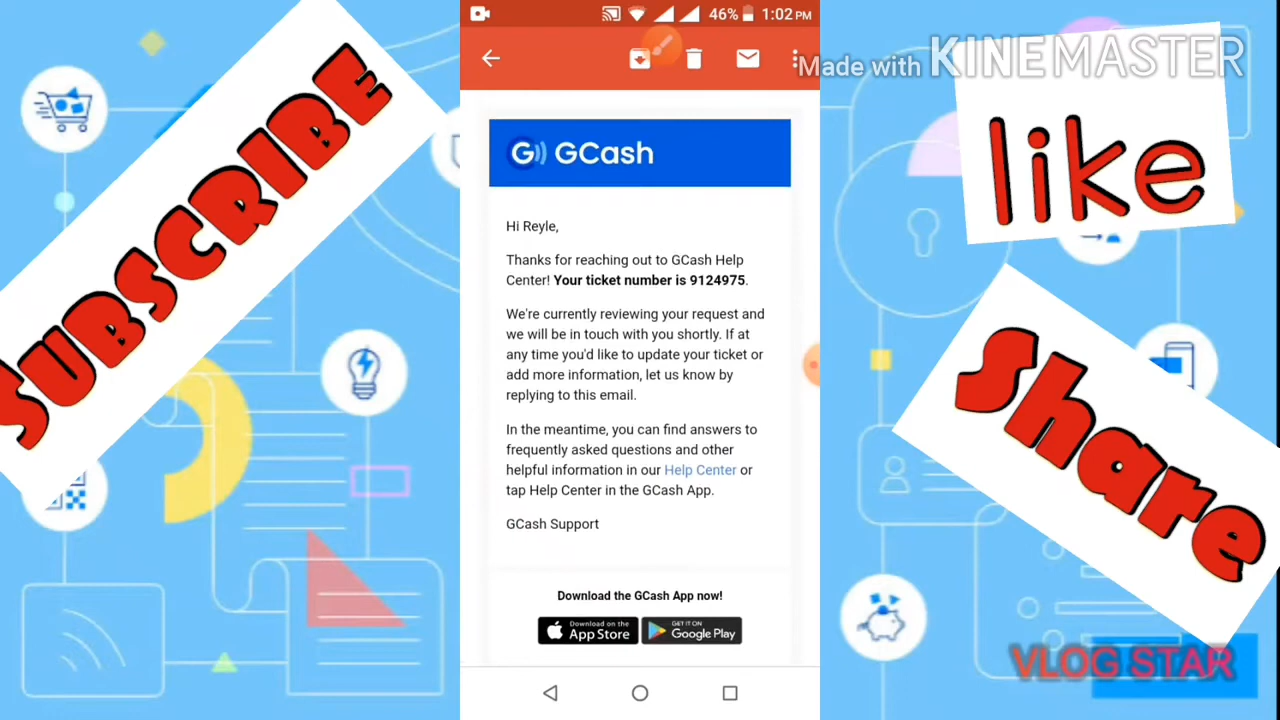 SUBSCRIBE
46% 1:02 PM
Made with KINEMASTER
like
Share
VLOG STAR
G)) GCash
Hi Reyle,
Thanks for reaching out to GCash Help
Center! Your ticket number is 9124975.
We're currently reviewing your request and
we will be in touch with you shortly. If at
any time you'd like to update your ticket or
add more information, let us know by
replying to this email.
In the meantime, you can find answers to
frequently asked questions and other
helpful information in our Help Center or
tap Help Center in the GCash App.
GCash Support
Download the GCash App now!
Download on the
App Store
GET IT ON
Google Play